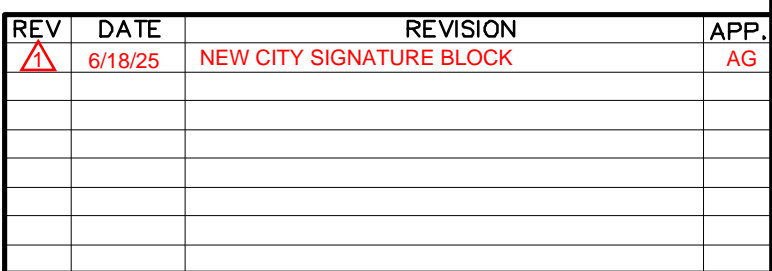 REV DATE REVISION APP.
1 6/18/25 NEW CITY SIGNATURE BLOCK AG